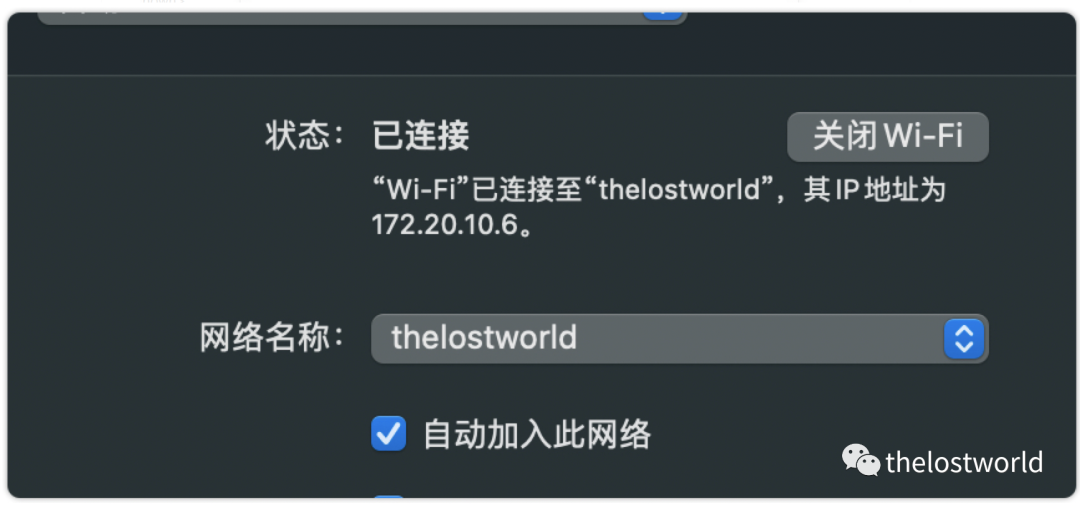 状态： 已连接 关闭 Wi-Fi
“Wi-Fi”已连接至“thelostworld”，其 IP 地址为
172.20.10.6。
网络名称： thelostworld
自动加入此网络
thelostworld